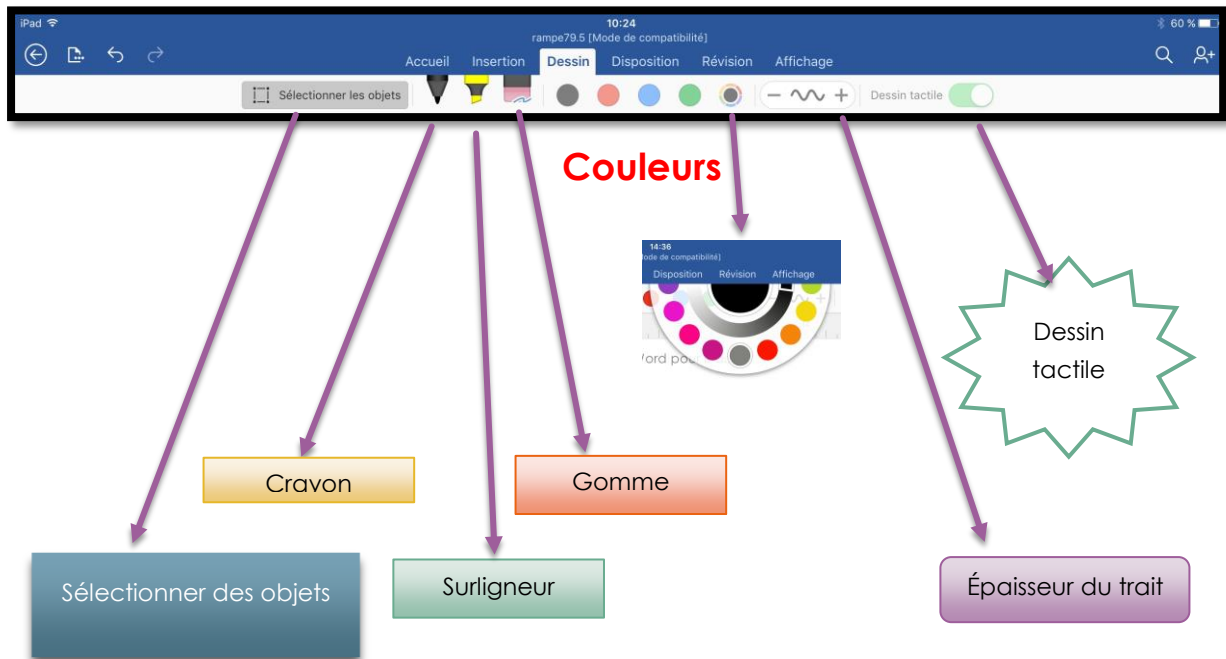 iPad 10:24 60 %
rampe79.5 [Mode de compatibilité]
Accueil Insertion Dessin Disposition Révision Affichage
Sélectionner les objets Dessin tactile
Couleurs
14:36
ode de compatibilité]
Disposition Révision Affichage
Word pou
Dessin
tactile
Crayon
Gomme
Sélectionner des objets
Surligneur
Épaisseur du trait